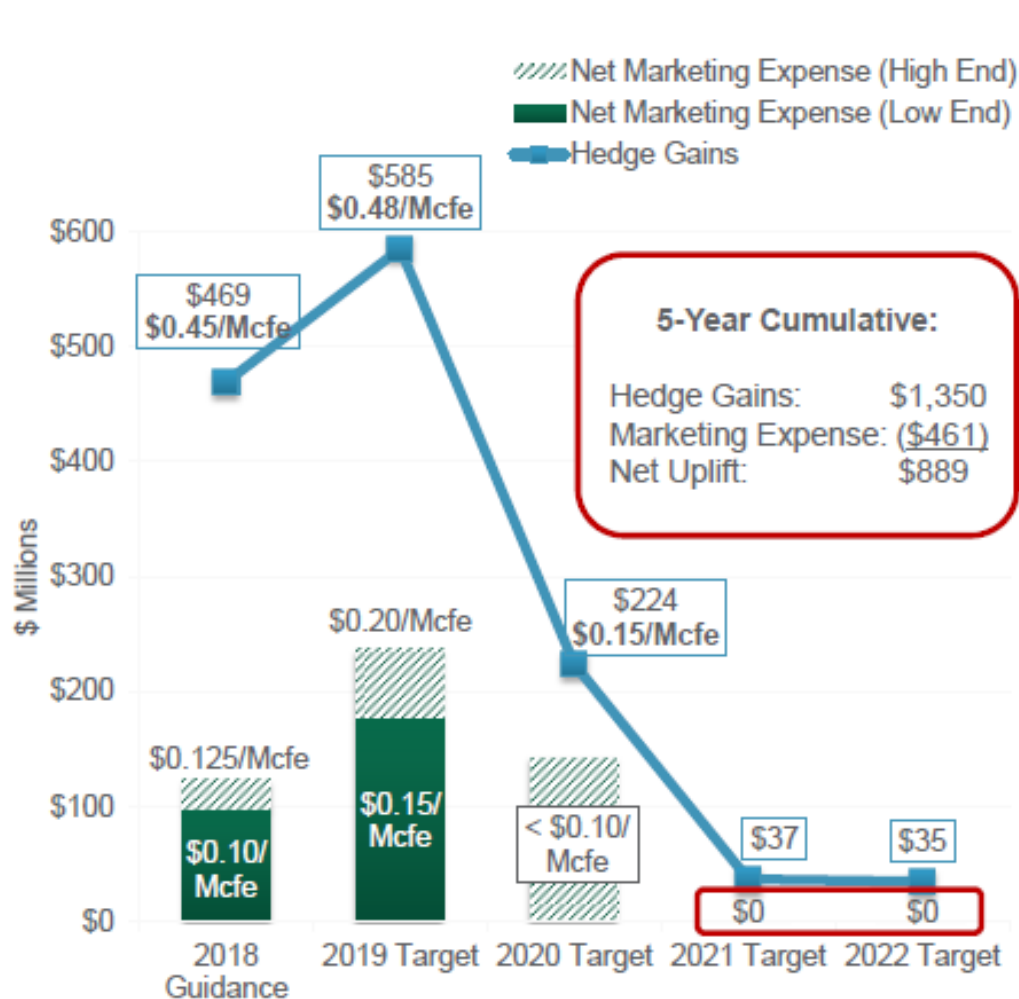 Net Marketing Expense (High End)
Net Marketing Expense (Low End)
Hedge Gains
$585
$0.48/Mcfe
$600
$469
$0.45/Mcfe
5-Year Cumulative:
$500
Hedge Gains: $1,350
Marketing Expense: ($461)
$400
Net Uplift: $889
$ Millions
$300
$224
$0.15/Mcfe
$0.20/Mcfe
$200
$0.125/Mcfe
$100
$0.15/
Mcfe
< $0.10/
Mcfe
$37
$35
$0.10/
Mcfe
$0
$0
$0
2018
Guidance
2019 Target
2020 Target
2021 Target
2022 Target